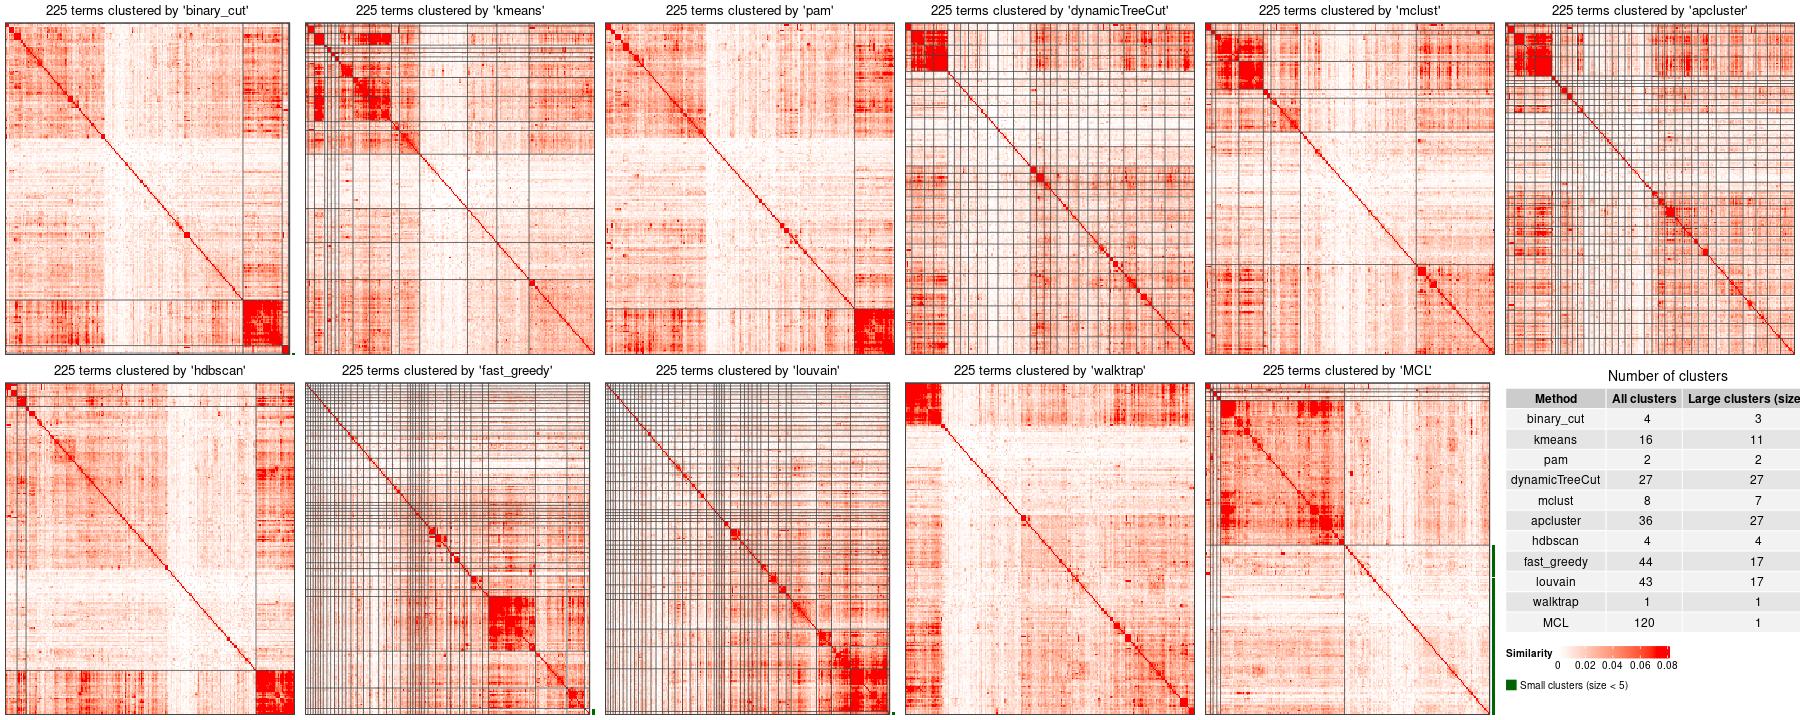 225 terms clustered by 'binary_cut'
225 terms clustered by 'kmeans'
225 terms clustered by 'pam'
225 terms clustered by 'dynamicTreeCut'
225 terms clustered by 'mclust'
225 terms clustered by 'apcluster'
225 terms clustered by 'hdbscan'
225 terms clustered by 'fast_greedy'
225 terms clustered by 'louvain'
225 terms clustered by 'walktrap'
225 terms clustered by 'MCL'
Number of clusters
Method All clusters Large clusters (size
binary_cut 4 3
kmeans 16 11
pam 2 2
dynamicTreeCut 27 27
mclust 8 7
apcluster 36 27
hdbscan 4 4
fast_greedy 44 17
louvain 43 17
walktrap 1 1
MCL 120 1
Similarity
0 0.02 0.04 0.06 0.08
Small clusters (size < 5)